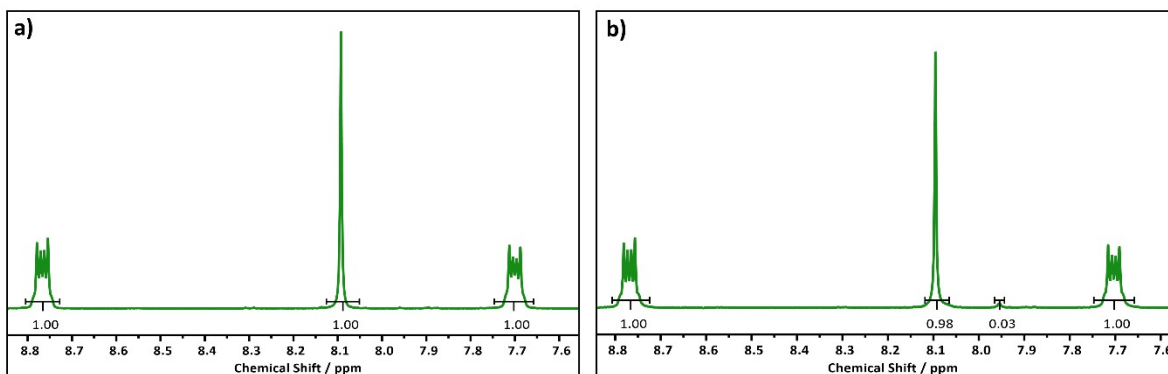 a)
1.00 1.00 1.00
8.8 8.7 8.6 8.5 8.4 8.3 8.2 8.1 8.0 7.9 7.8 7.7 7.6
Chemical Shift / ppm
b)
1.00 0.98 0.03 1.00
8.8 8.7 8.6 8.5 8.4 8.3 8.2 8.1 8.0 7.9 7.8 7.7 7.6
Chemical Shift / ppm